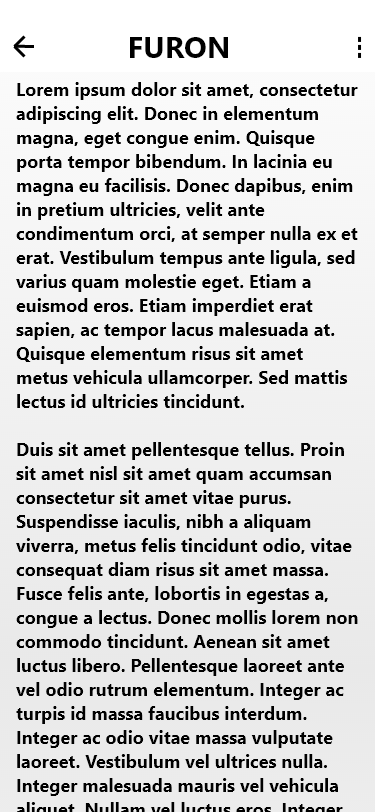 FURON
Lorem ipsum dolor sit amet, consectetur
adipiscing elit. Donec in elementum
magna, eget congue enim. Quisque
porta tempor bibendum. In lacinia eu
magna eu facilisis. Donec dapibus, enim
in pretium ultricies, velit ante
condimentum orci, at semper nulla ex et
erat. Vestibulum tempus ante ligula, sed
varius quam molestie eget. Etiam a
euismod eros. Etiam imperdiet erat
sapien, ac tempor lacus malesuada at.
Quisque elementum risus sit amet
metus vehicula ullamcorper. Sed mattis
lectus id ultricies tincidunt.
Duis sit amet pellentesque tellus. Proin
sit amet nisl sit amet quam accumsan
consectetur sit amet vitae purus.
Suspendisse iaculis, nibh a aliquam
viverra, metus felis tincidunt odio, vitae
consequat diam risus sit amet massa.
Fusce felis ante, lobortis in egestas a,
congue a lectus. Donec mollis lorem non
commodo tincidunt. Aenean sit amet
luctus libero. Pellentesque laoreet ante
vel odio rutrum elementum. Integer ac
turpis id massa faucibus interdum.
Integer ac odio vitae massa vulputate
laoreet. Vestibulum vel ultrices nulla.
Integer malesuada mauris vel vehicula
aliquet. Nullam vel luctus eros. Integer